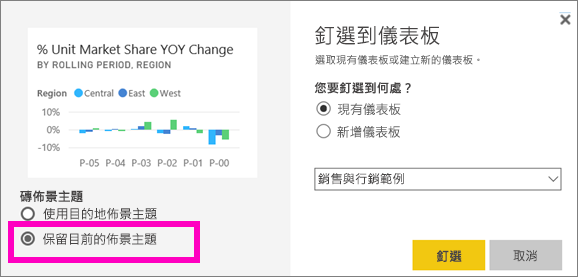 % Unit Market Share YOY Change
BY ROLLING PERIOD, REGION
Region Central East West
10%
0%
-10%
P-05 P-04 P-03 P-02 P-01 P-00
磚佈景主題
使用目的地佈景主題
保留目前的佈景主題
釘選到儀表板
選取現有儀表板或建立新的儀表板。
您要釘選到何處？
現有儀表板
新增儀表板
銷售與行銷範例
釘選
取消